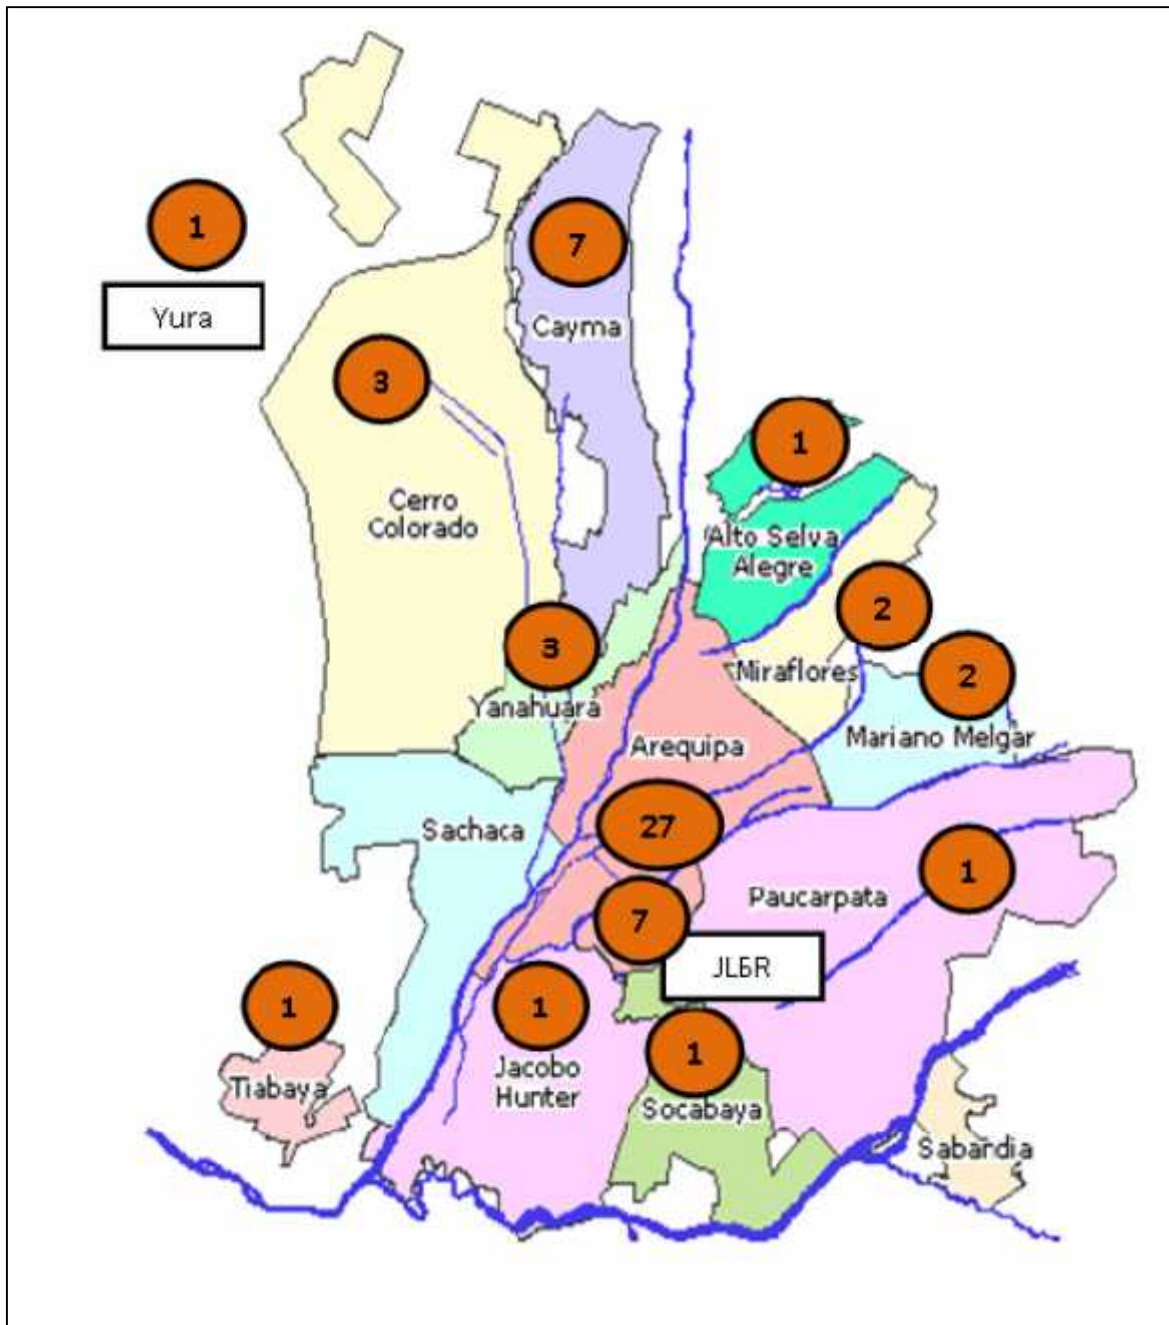 1
7
Yura
Cayma
3
1
Cerro
Colorado
Alto Selva
Alegre
2
3
2
Miraflores
Yanahuara
Mariano Melgar
Arequipa
27
Sachaca
1
Paucarpata
7
JLBR
1
1
1
Jacobo
Hunter
Tiabaya
Socabaya
Sabardia